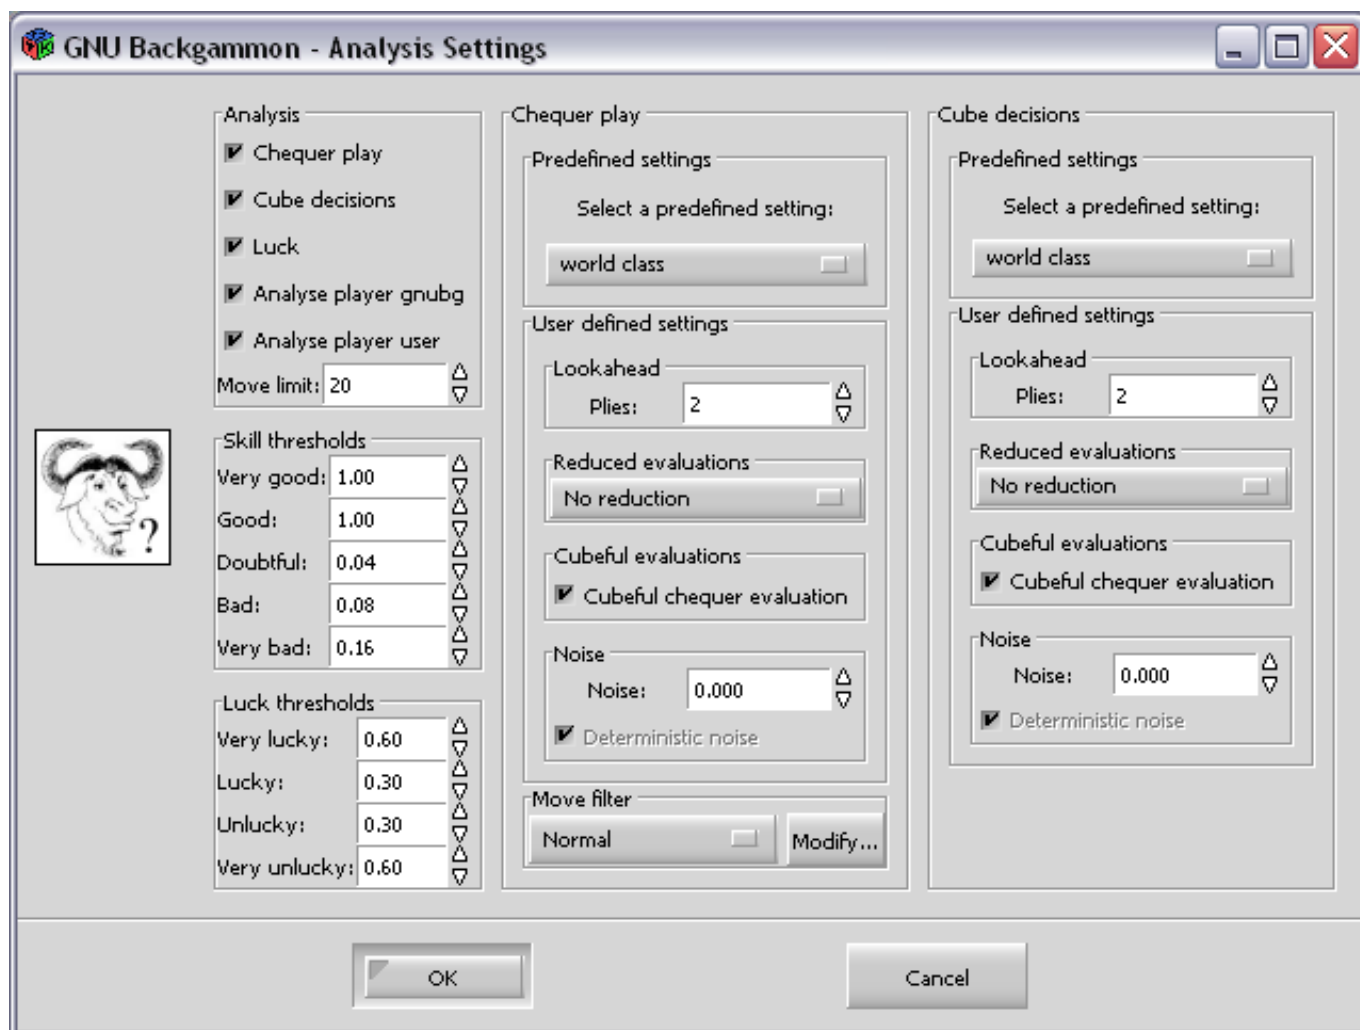 GNU Backgammon - Analysis Settings
Analysis
Chequer play
Cube decisions
Luck
Analyse player gnubg
Analyse player user
Move limit: 20
Skill thresholds
Very good: 1.00
Good: 1.00
Doubtful: 0.04
Bad: 0.08
Very bad: 0.16
Luck thresholds
Very lucky: 0.60
Lucky: 0.30
Unlucky: 0.30
Very unlucky: 0.60
Chequer play
Predefined settings
Select a predefined setting:
world class
User defined settings
Lookahead
Plies: 2
Reduced evaluations
No reduction
Cubeful evaluations
Cubeful chequer evaluation
Noise
Noise: 0.000
Deterministic noise
Move filter
Normal
Modify...
Cube decisions
Predefined settings
Select a predefined setting:
world class
User defined settings
Lookahead
Plies: 2
Reduced evaluations
No reduction
Cubeful evaluations
Cubeful chequer evaluation
Noise
Noise: 0.000
Deterministic noise
?
OK
Cancel